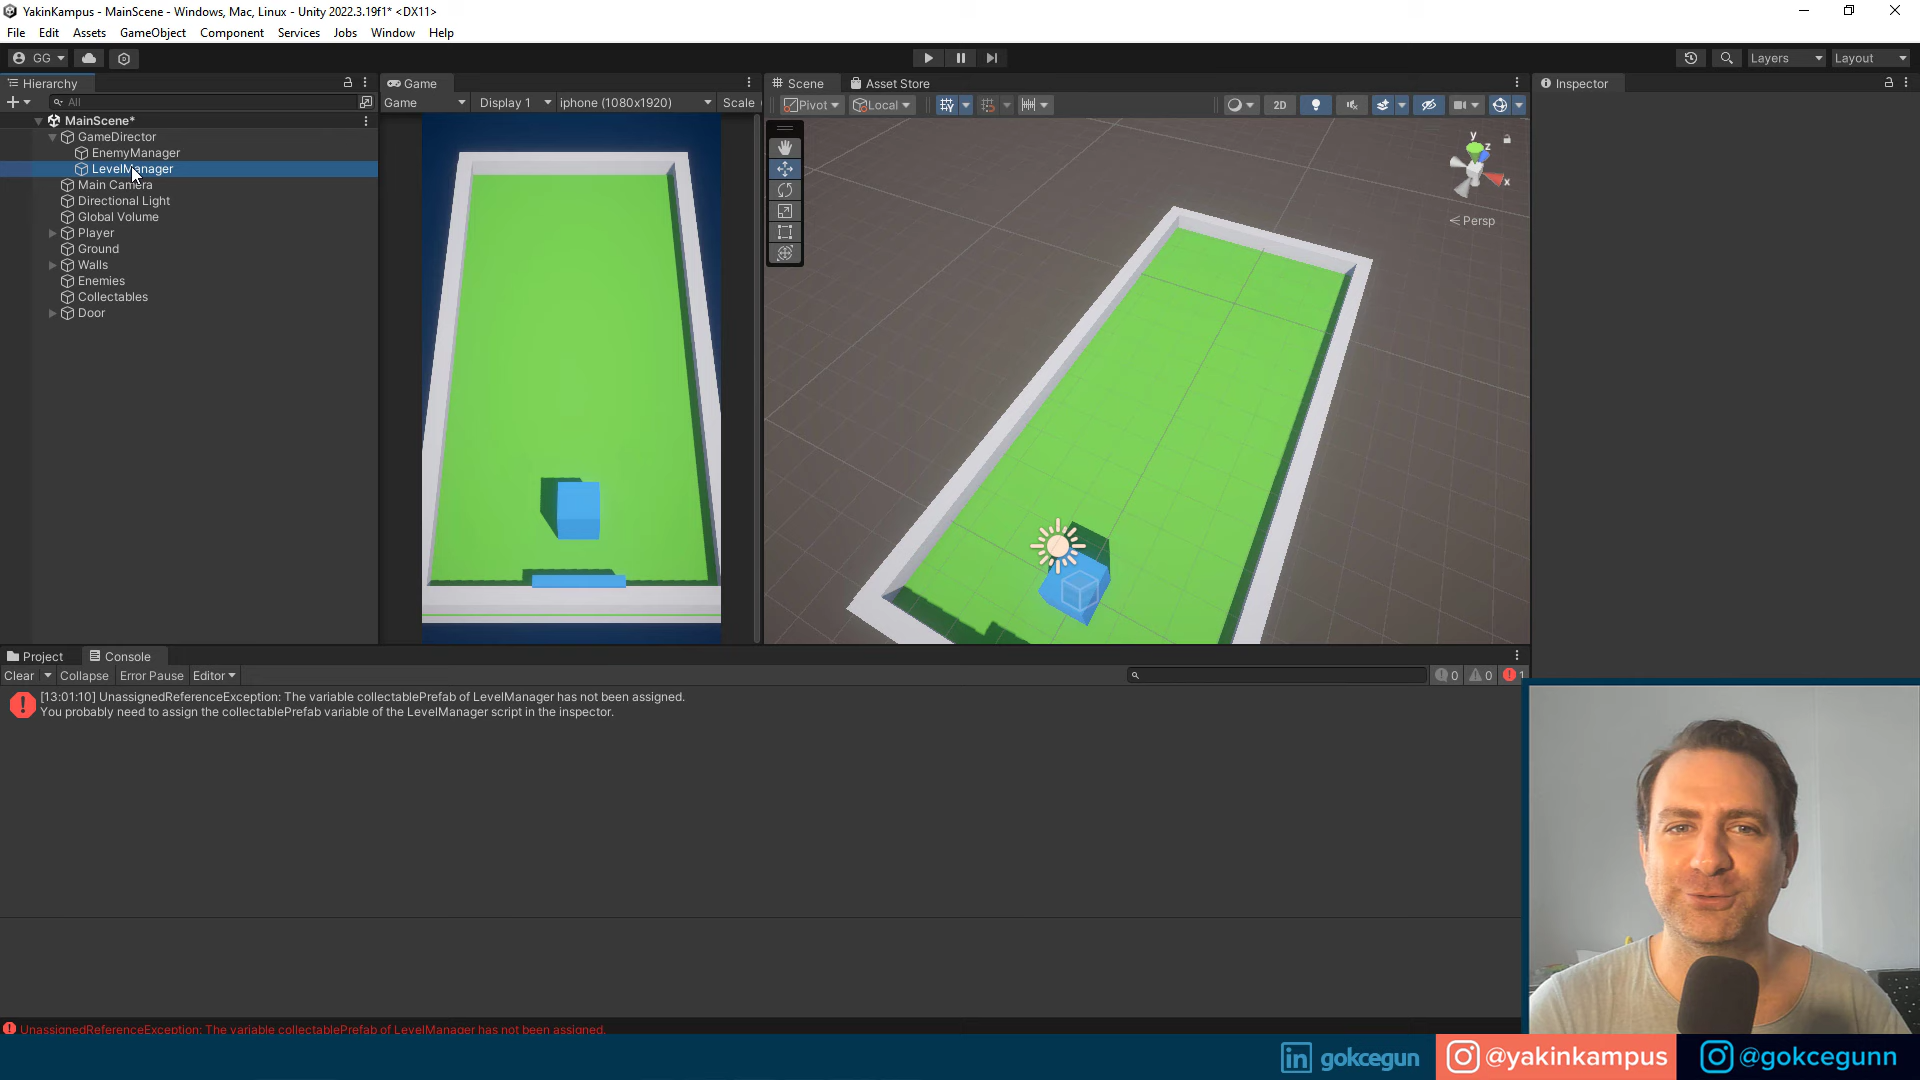 YakinKampus - MainScene - Windows, Mac, Linux - Unity 2022.3.19f1* <DX11>
File Edit Assets GameObject Component Services Jobs Window Help
GG
Layers Layout
Hierarchy
All
MainScene*
GameDirector
EnemyManager
LevelManager
Main Camera
Directional Light
Global Volume
Player
Ground
Walls
Enemies
Collectables
Door
Game
Game Display 1 iphone (1080x1920) Scale
Scene Asset Store
Pivot Local 2D
y
z
x
< Persp
Inspector
Project Console
Clear Collapse Error Pause Editor 0 0 1
[13:01:10] UnassignedReferenceException: The variable collectablePrefab of LevelManager has not been assigned.
You probably need to assign the collectablePrefab variable of the LevelManager script in the inspector.
UnassignedReferenceException: The variable collectablePrefab of LevelManager has not been assigned.
in gokcegun @yakinkampus @gokcegunn